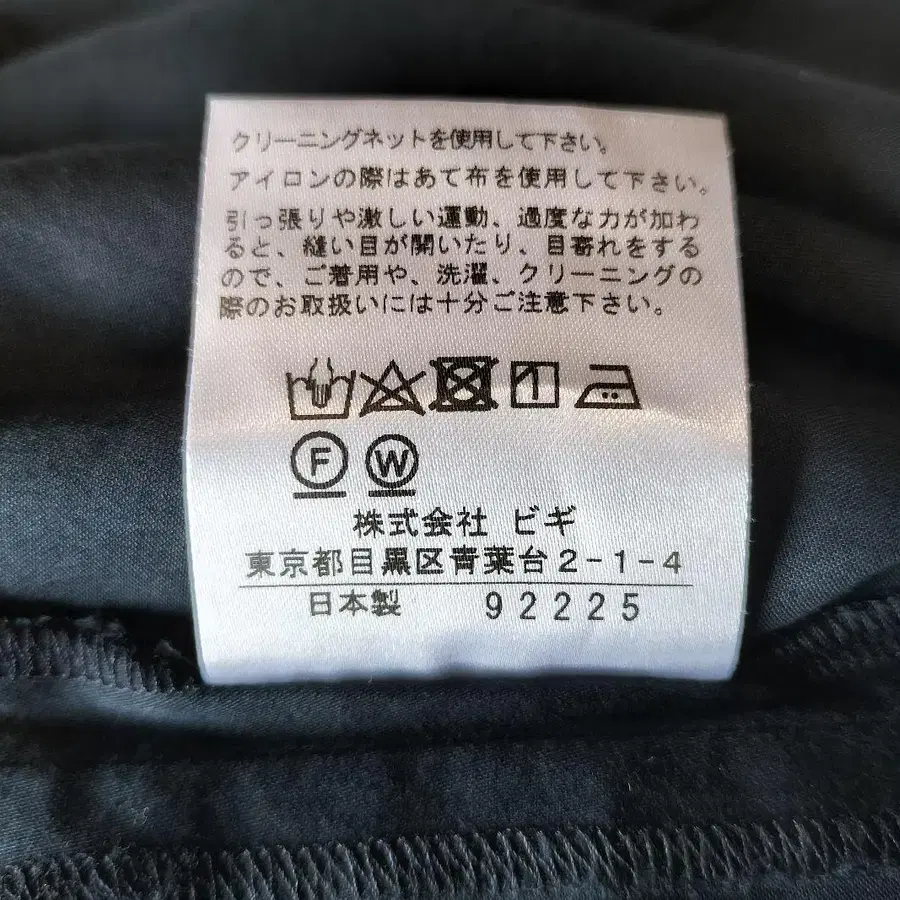 クリーニングネットを使用して下さい。
アイロンの際はあて布を使用して下さい。
引っ張りや激しい運動、過度な力が加わ
ると、縫い目が開いたり、目寄れをする
ので、ご着用や、洗濯、クリーニングの
際のお取扱いには十分ご注意下さい。
F W
株式会社 ビギ
東京都目黒区青葉台2-1-4
日本製 92225